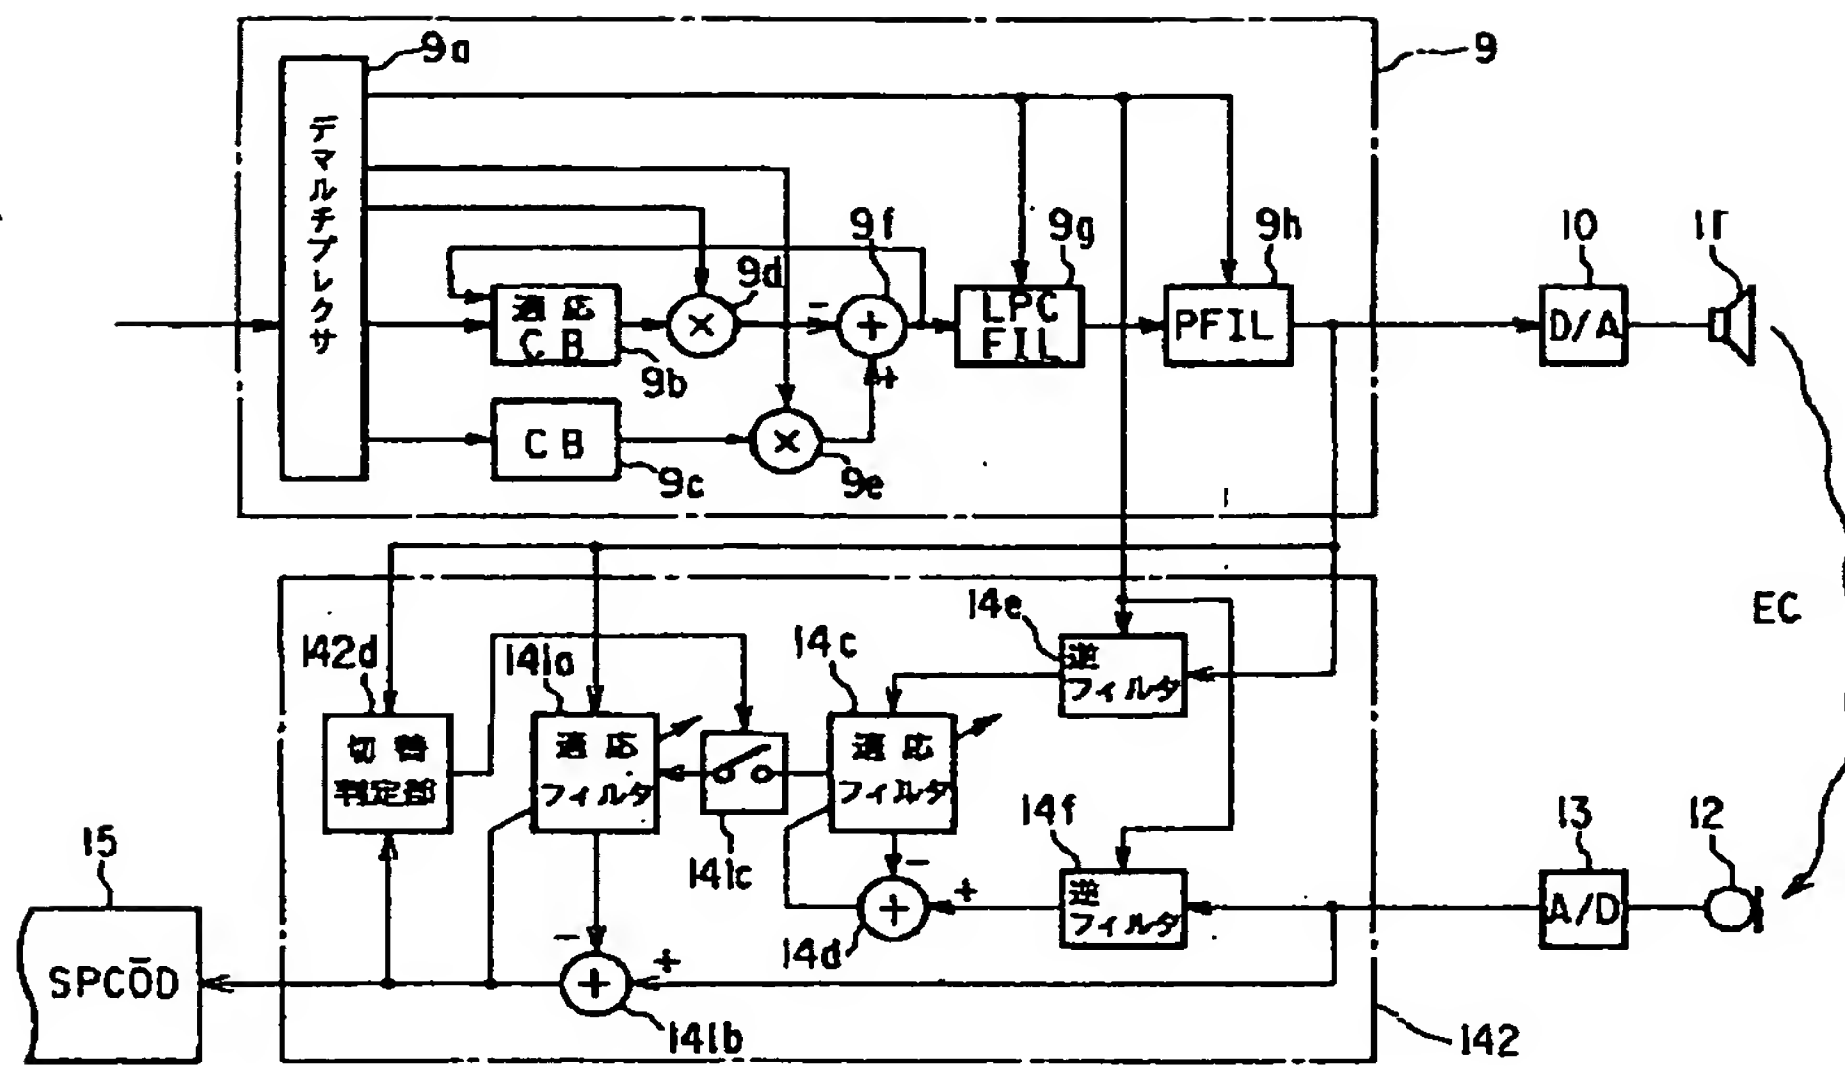 9a
9
デマルチプレクサ
9f
9g
9h
10
11
9d
適応
CB
LPC
FIL
PFIL
D/A
9b
CB
9c
9e
EC
14e
142d
141a
14c
逆
フィルタ
切替
判定部
適応
フィルタ
適応
フィルタ
141c
14f
13
12
15
逆
フィルタ
A/D
14d
SPCŌD
141b
142